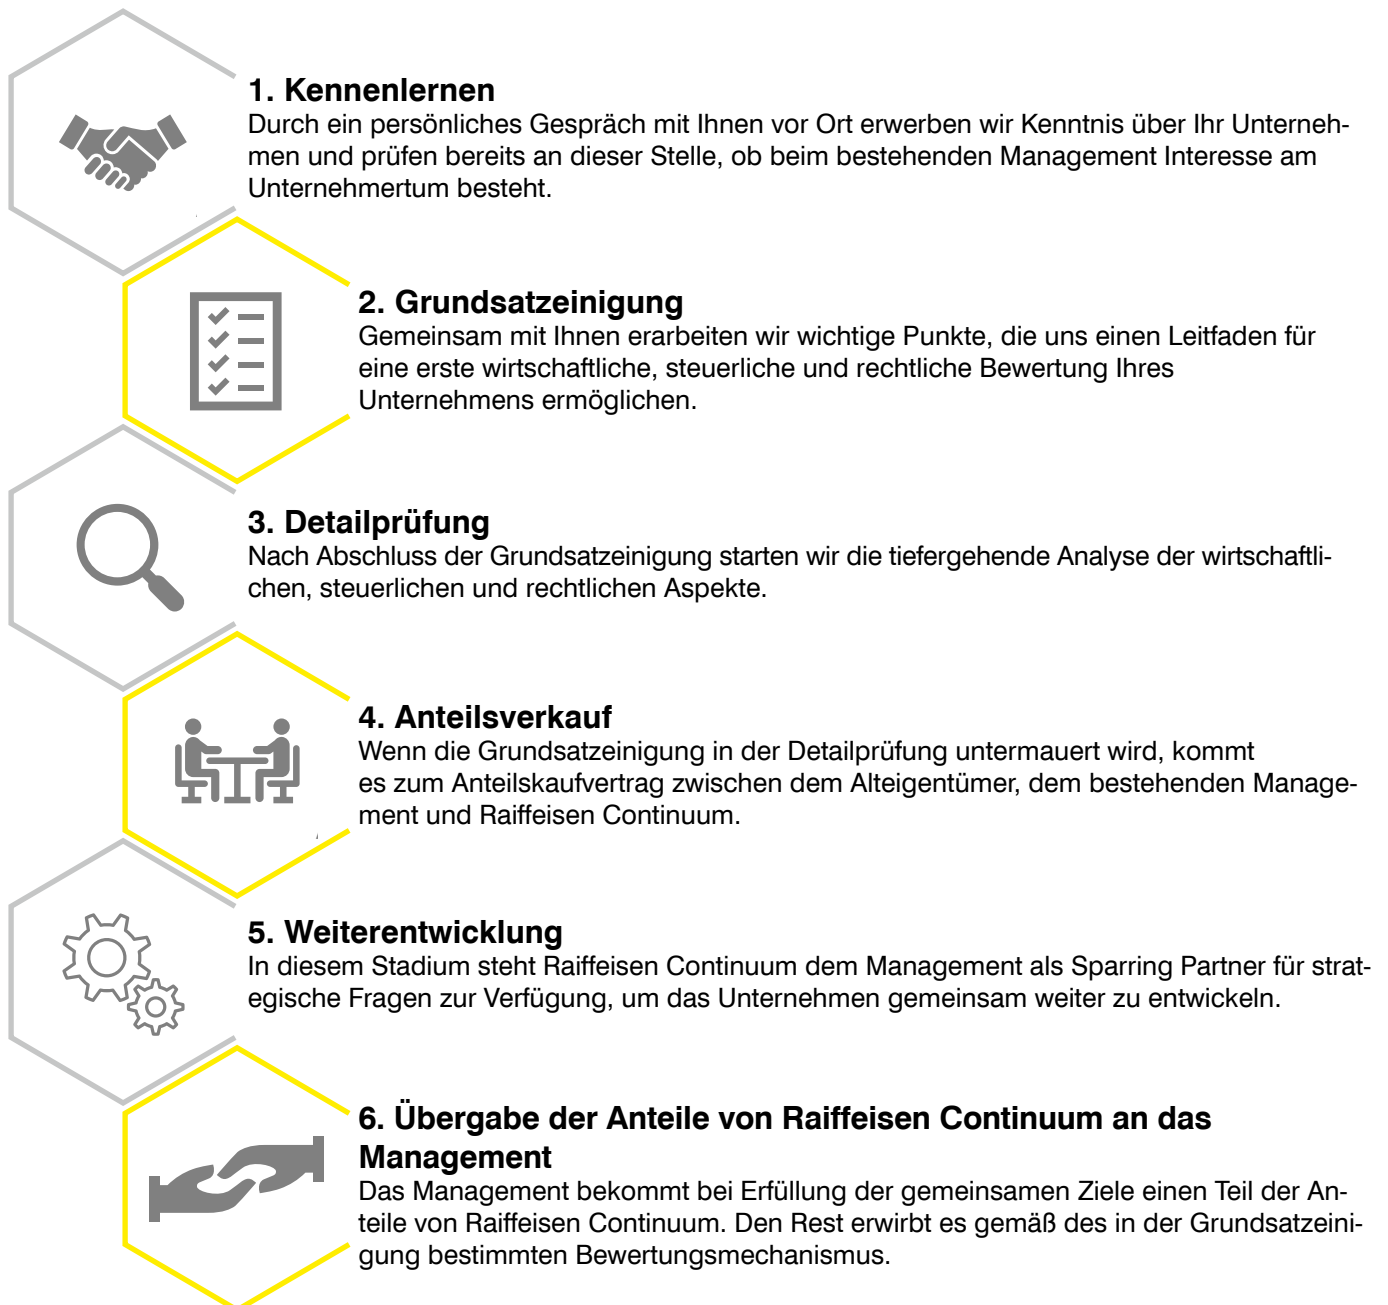 1. Kennenlernen
Durch ein persönliches Gespräch mit Ihnen vor Ort erwerben wir Kenntnis über Ihr Unterneh-
men und prüfen bereits an dieser Stelle, ob beim bestehenden Management Interesse am
Unternehmertum besteht.
2. Grundsatzeinigung
Gemeinsam mit Ihnen erarbeiten wir wichtige Punkte, die uns einen Leitfaden für
eine erste wirtschaftliche, steuerliche und rechtliche Bewertung Ihres
Unternehmens ermöglichen.
3. Detailprüfung
Nach Abschluss der Grundsatzeinigung starten wir die tiefergehende Analyse der wirtschaftli-
chen, steuerlichen und rechtlichen Aspekte.
4. Anteilsverkauf
Wenn die Grundsatzeinigung in der Detailprüfung untermauert wird, kommt
es zum Anteilskaufvertrag zwischen dem Alteigentümer, dem bestehenden Manage-
ment und Raiffeisen Continuum.
5. Weiterentwicklung
In diesem Stadium steht Raiffeisen Continuum dem Management als Sparring Partner für strat-
egische Fragen zur Verfügung, um das Unternehmen gemeinsam weiter zu entwickeln.
6. Übergabe der Anteile von Raiffeisen Continuum an das
Management
Das Management bekommt bei Erfüllung der gemeinsamen Ziele einen Teil der An-
teile von Raiffeisen Continuum. Den Rest erwirbt es gemäß des in der Grundsatzeini-
gung bestimmten Bewertungsmechanismus.